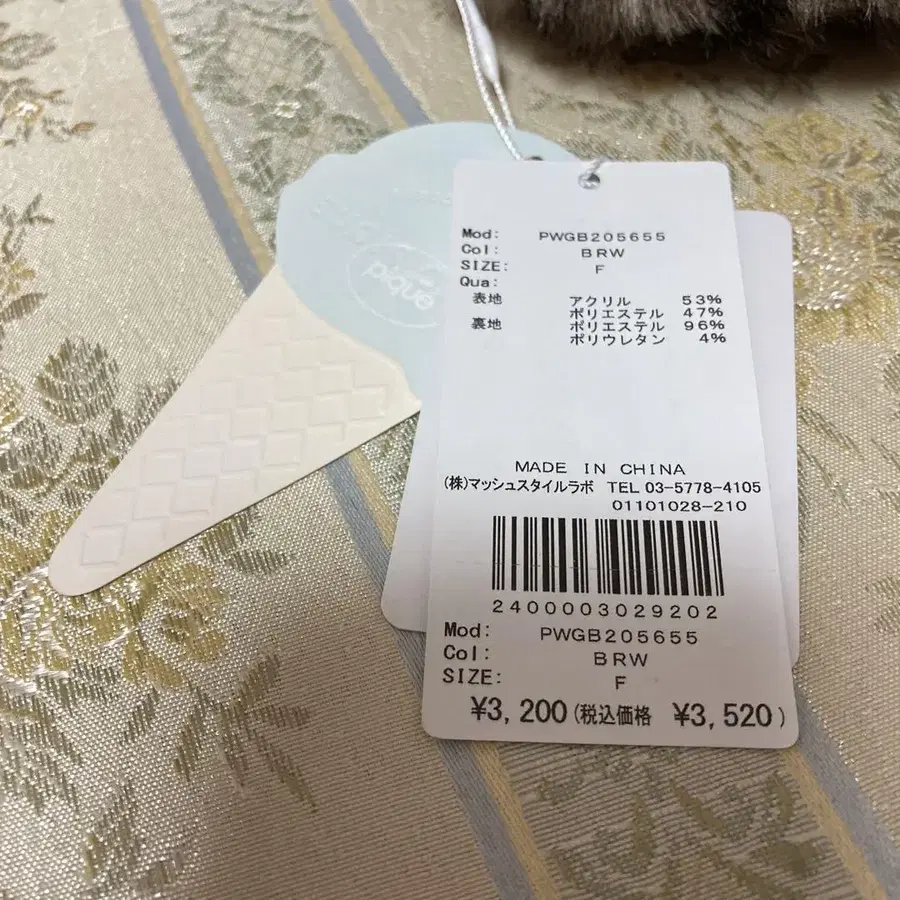 piqué
Mod: PWGB205655
Col: BRW
SIZE: F
Qua:
表地 アクリル 53%
ポリエステル 47%
裏地 ポリエステル 96%
ポリウレタン 4%
MADE IN CHINA
(株)マッシュスタイルラボ TEL 03-5778-4105
01101028-210
2400003029202
Mod: PWGB205655
Col: BRW
SIZE: F
¥3,200(税込価格 ¥3,520)